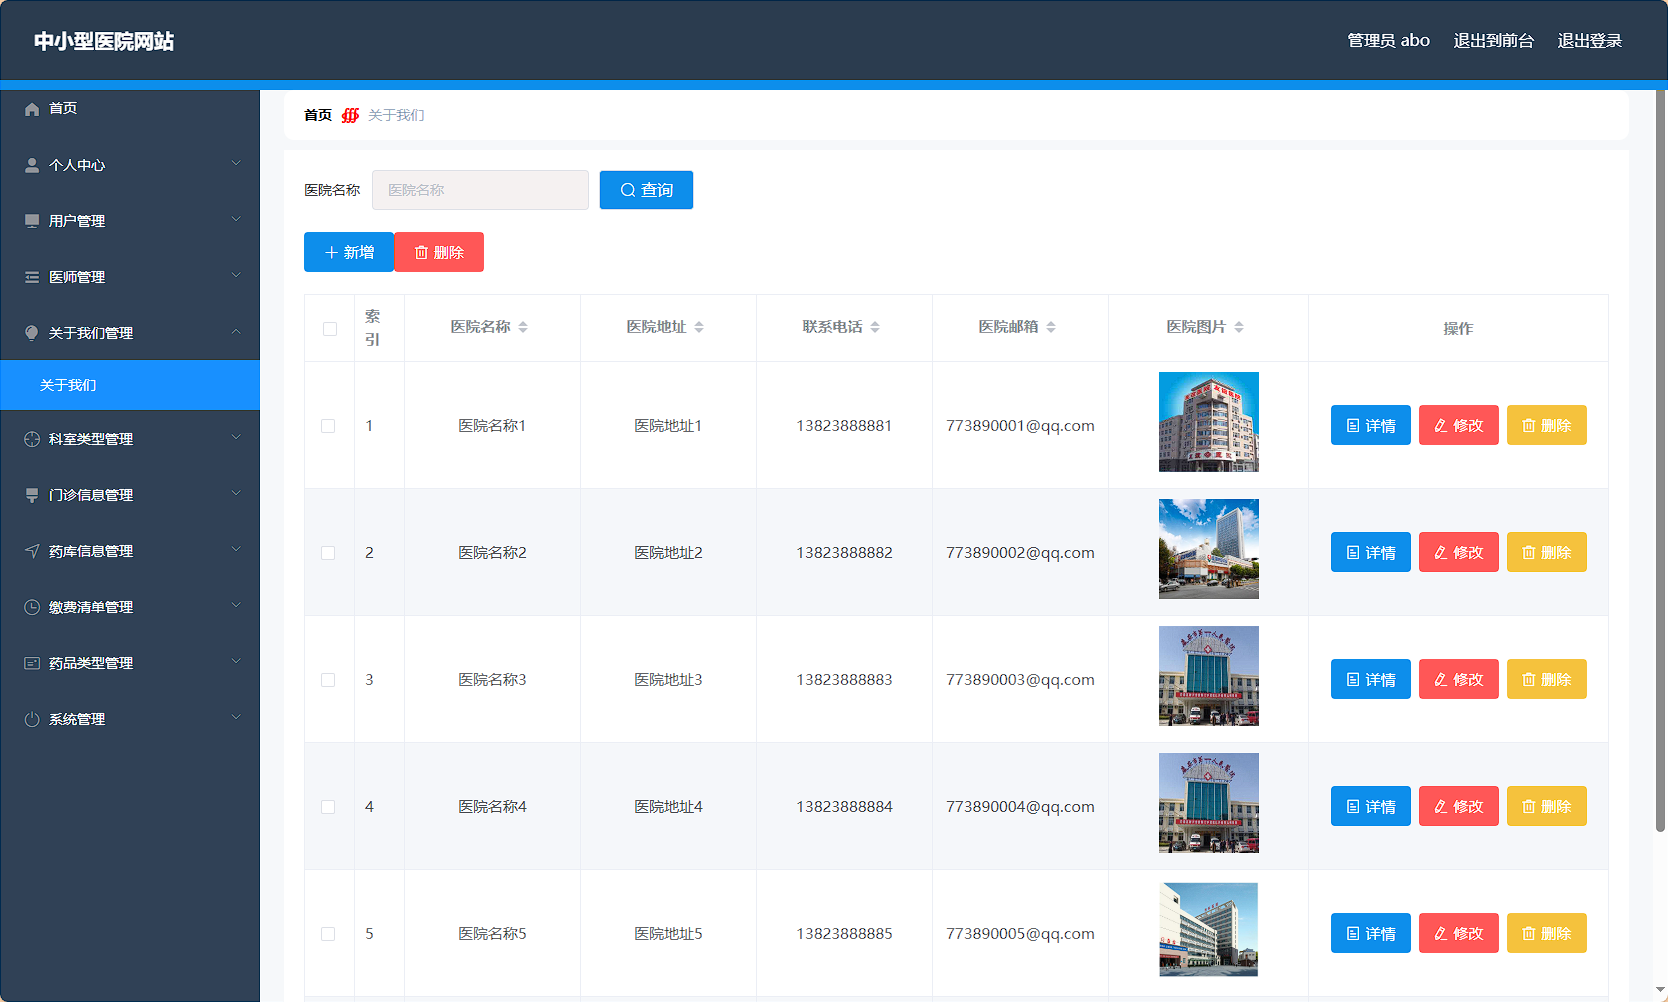 中小型医院网站
管理员 abo 退出到前台 退出登录
首页
个人中心
用户管理
医师管理
关于我们管理
关于我们
科室类型管理
门诊信息管理
药库信息管理
缴费清单管理
药品类型管理
系统管理
首页 关于我们
医院名称 医院名称 查询
新增 删除
索引 医院名称 医院地址 联系电话 医院邮箱 医院图片 操作
1 医院名称1 医院地址1 13823888881 773890001@qq.com 详情 修改 删除
2 医院名称2 医院地址2 13823888882 773890002@qq.com 详情 修改 删除
3 医院名称3 医院地址3 13823888883 773890003@qq.com 详情 修改 删除
4 医院名称4 医院地址4 13823888884 773890004@qq.com 详情 修改 删除
5 医院名称5 医院地址5 13823888885 773890005@qq.com 详情 修改 删除